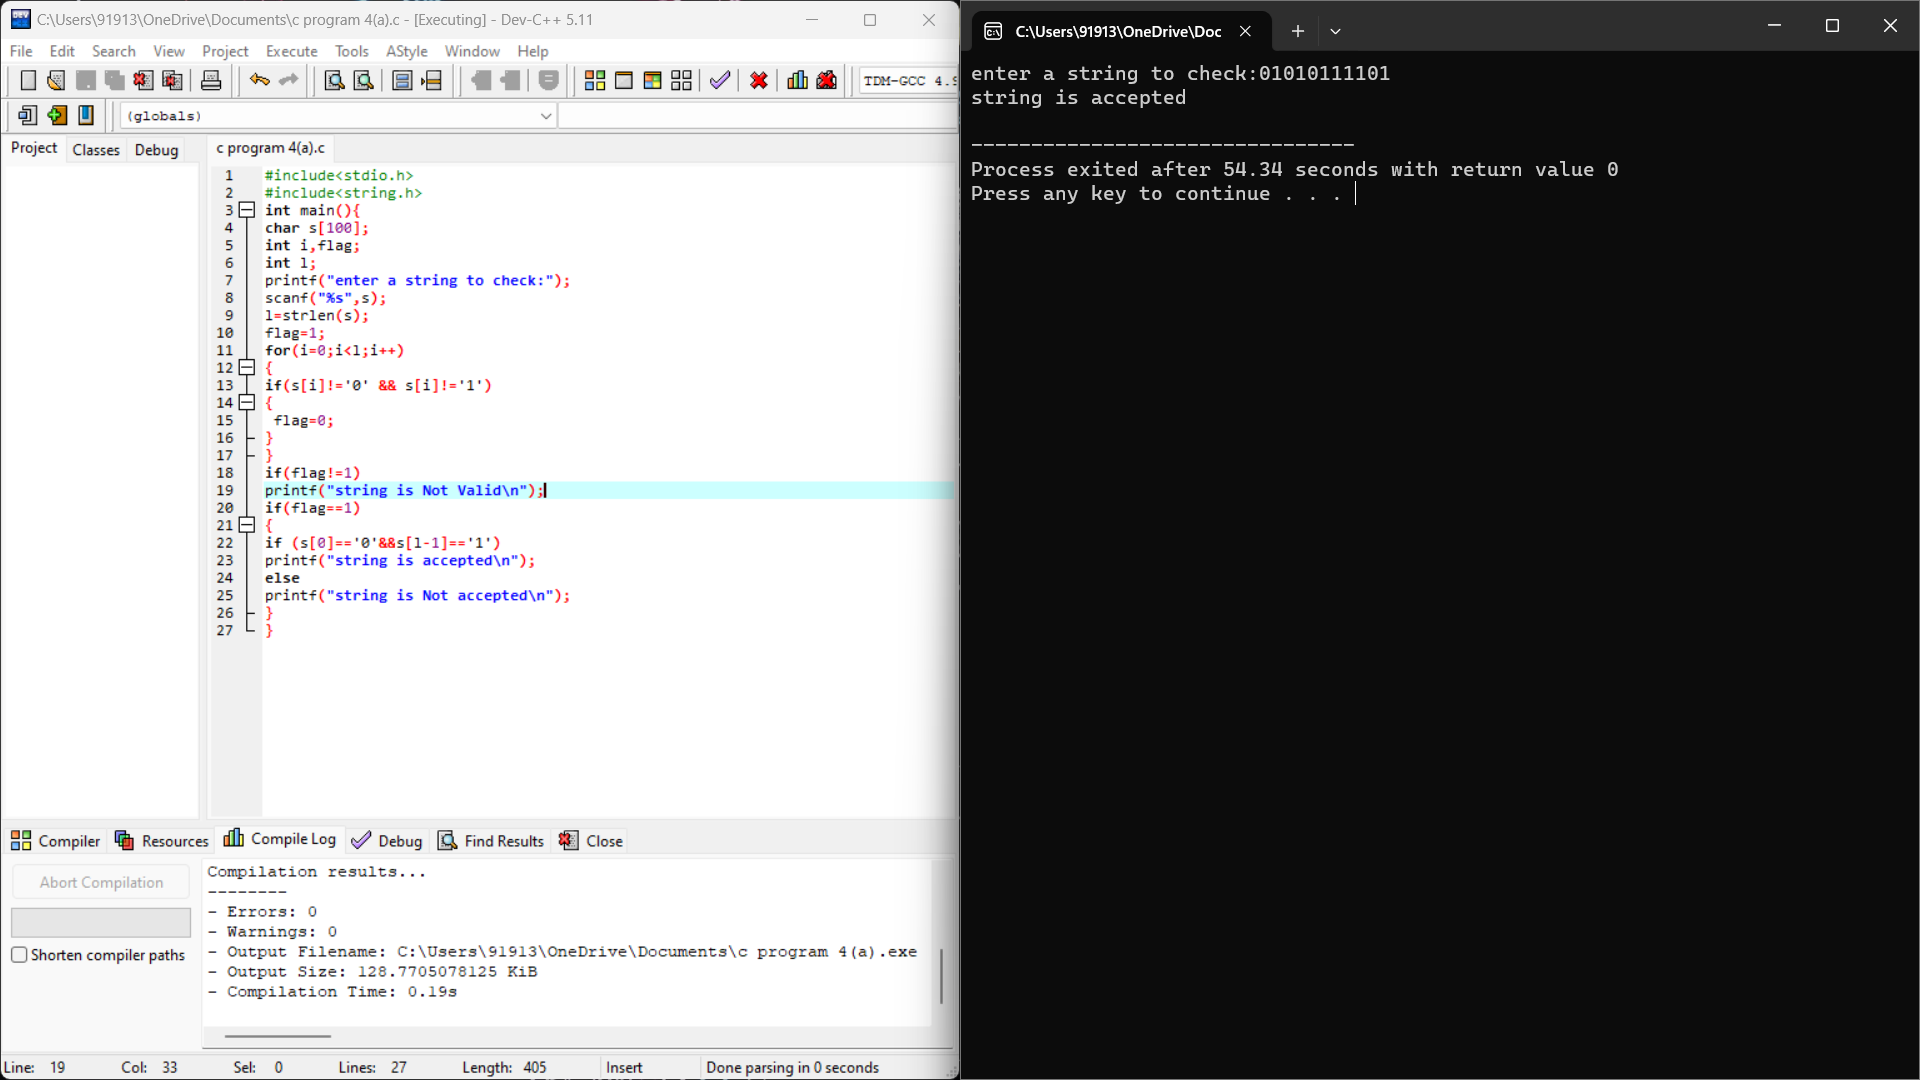 C:\Users\91913\OneDrive\Documents\c program 4(a).c - [Executing] - Dev-C++ 5.11
File Edit Search View Project Execute Tools AStyle Window Help
TDM-GCC 4.9
(globals)
Project Classes Debug
c program 4(a).c
1 #include<stdio.h>
2 #include<string.h>
3 int main(){
4 char s[100];
5 int i,flag;
6 int l;
7 printf("enter a string to check:");
8 scanf("%s",s);
9 l=strlen(s);
10 flag=1;
11 for(i=0;i<l;i++)
12 {
13 if(s[i]!='0' && s[i]!='1')
14 {
15 flag=0;
16 }
17 }
18 if(flag!=1)
19 printf("string is Not Valid\n");
20 if(flag==1)
21 {
22 if (s[0]=='0'&&s[l-1]=='1')
23 printf("string is accepted\n");
24 else
25 printf("string is Not accepted\n");
26 }
27 }
Compiler Resources Compile Log Debug Find Results Close
Abort Compilation
Shorten compiler paths
Compilation results...
--------
- Errors: 0
- Warnings: 0
- Output Filename: C:\Users\91913\OneDrive\Documents\c program 4(a).exe
- Output Size: 128.7705078125 KiB
- Compilation Time: 0.19s
Line: 19 Col: 33 Sel: 0 Lines: 27 Length: 405 Insert Done parsing in 0 seconds
C:\Users\91913\OneDrive\Doc
enter a string to check:01010111101
string is accepted
--------------------------------
Process exited after 54.34 seconds with return value 0
Press any key to continue . . .